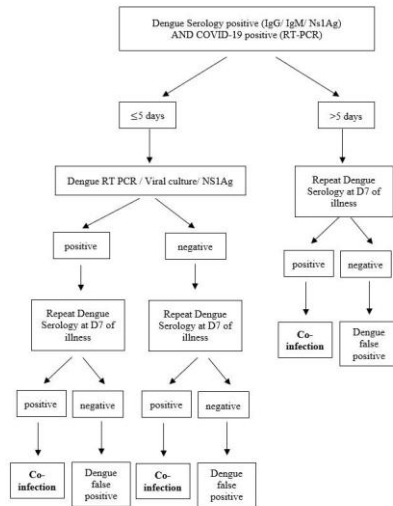 Dengue Serology positive (IgG/ IgM/ Ns1Ag)
AND COVID-19 positive (RT-PCR)
≤5 days
>5 days
Dengue RT PCR / Viral culture/ NS1Ag
Repeat Dengue
Serology at D7 of
illness
positive
negative
positive
negative
Repeat Dengue
Serology at D7 of
illness
Repeat Dengue
Serology at D7 of
illness
Co-
infection
Dengue
false
positive
positive
negative
positive
negative
Co-
infection
Dengue
false
positive
Co-
infection
Dengue
false
positive